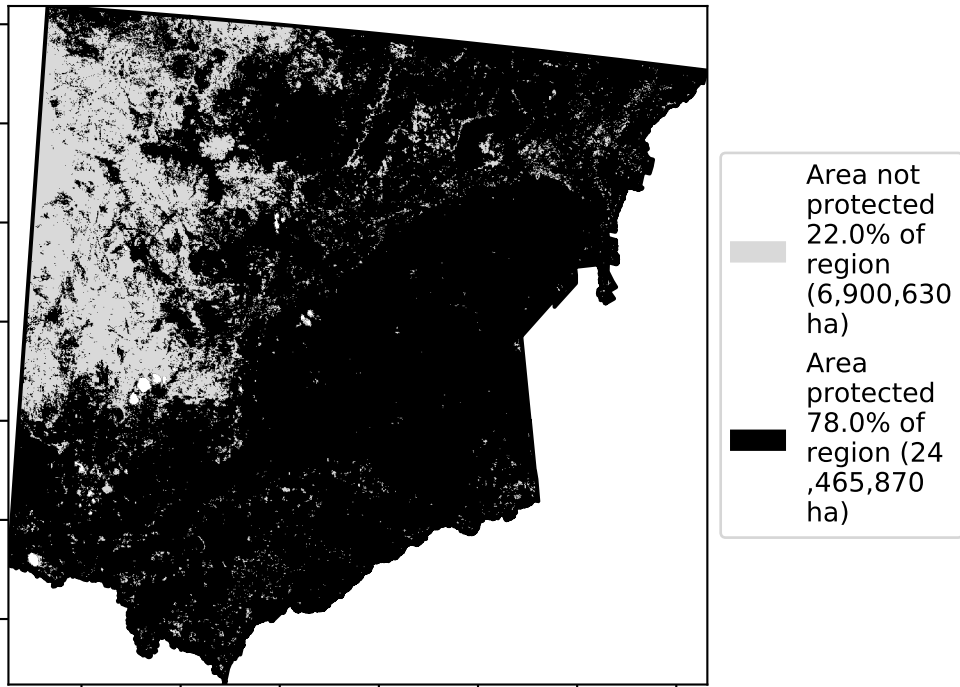 Area not
protected
22.0% of
region
(6,900,630
ha)
Area
protected
78.0% of
region (24
,465,870
ha)